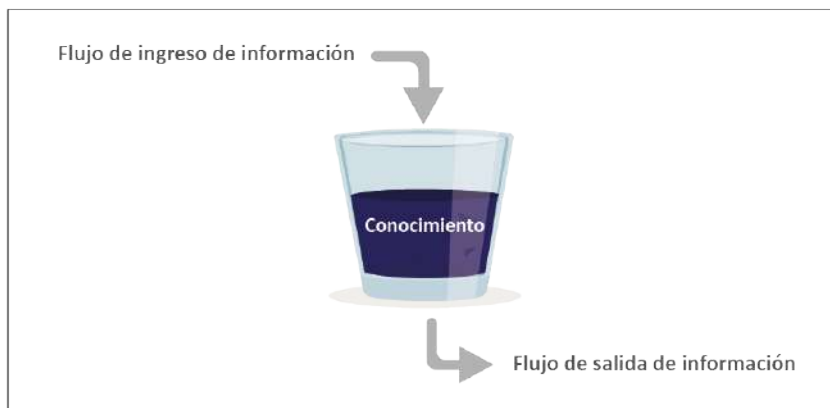 Flujo de ingreso de información
Conocimiento
Flujo de salida de información